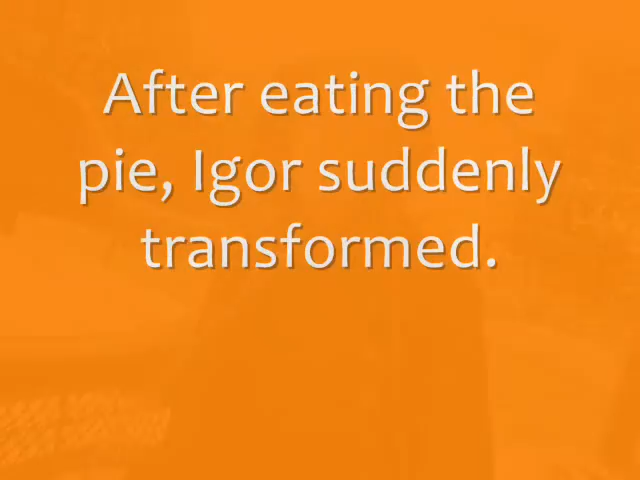 After eating the
pie, Igor suddenly
transformed.